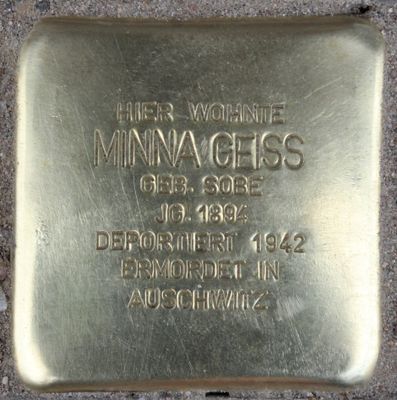 HIER WOHNTE
MINNA GEISS
GEB. SOBE
JG. 1894
DEPORTIERT 1942
ERMORDET IN
AUSCHWITZ